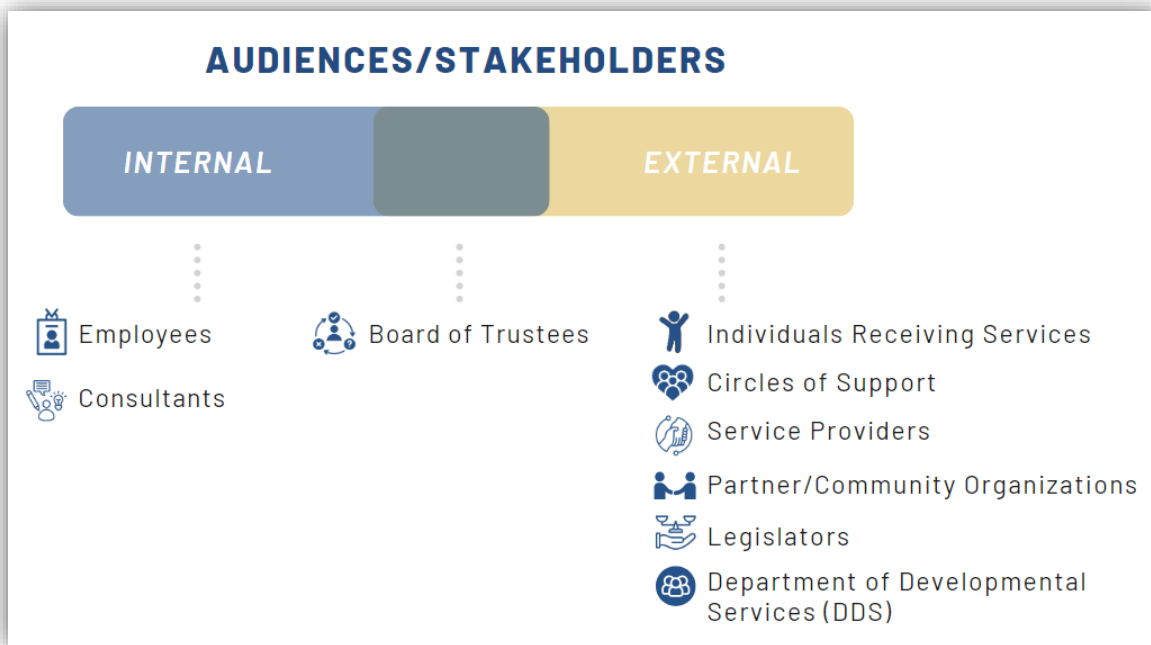 AUDIENCES/STAKEHOLDERS
INTERNAL
EXTERNAL
Employees
Consultants
Board of Trustees
Individuals Receiving Services
Circles of Support
Service Providers
Partner/Community Organizations
Legislators
Department of Developmental
Services (DDS)